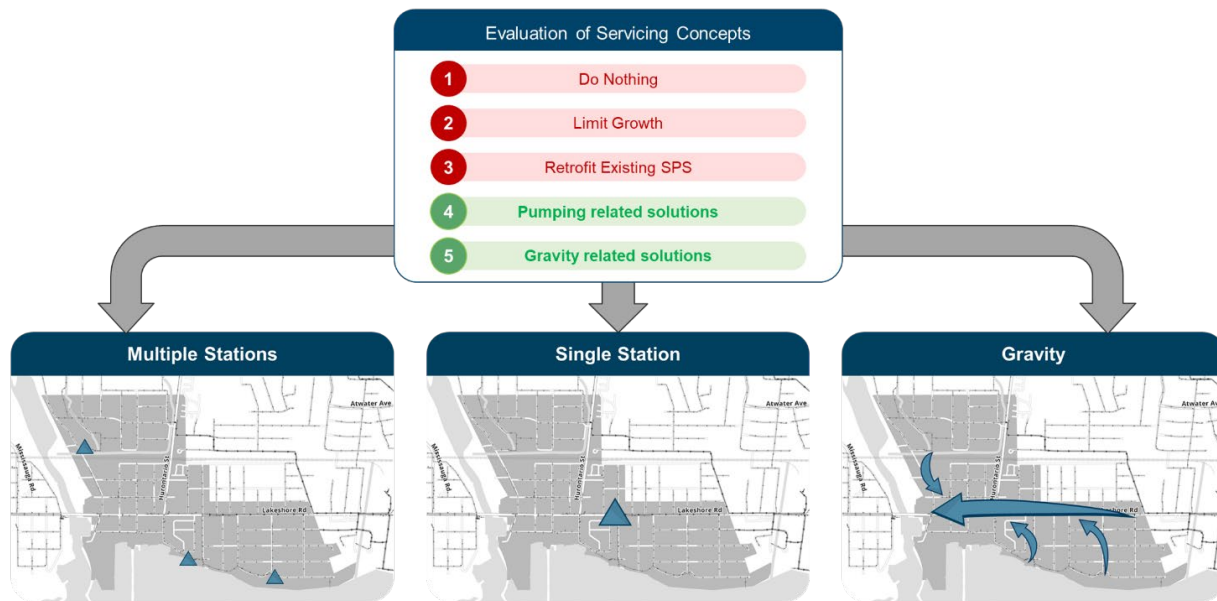 Evaluation of Servicing Concepts
1 Do Nothing
2 Limit Growth
3 Retrofit Existing SPS
4 Pumping related solutions
5 Gravity related solutions
Multiple Stations
Atwater Ave
Mississauga Rd.
Hurontario St
Lakeshore Rd
Single Station
Atwater Ave
Mississauga Rd.
Hurontario St
Lakeshore Rd
Gravity
Atwater Ave
Mississauga Rd.
Hurontario St
Lakeshore Rd